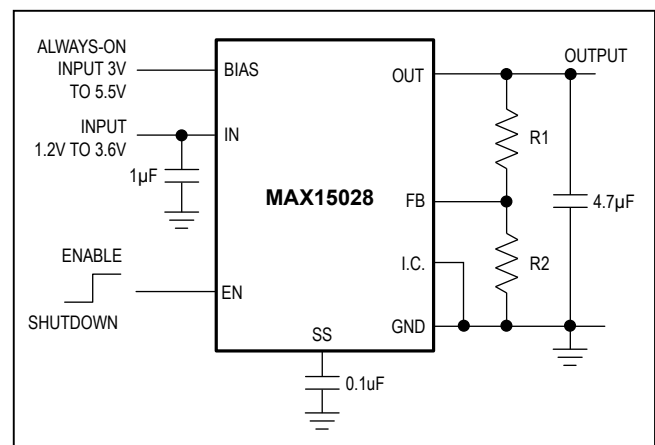 ALWAYS-ON
INPUT 3V
TO 5.5V
BIAS
OUT
OUTPUT
INPUT
1.2V TO 3.6V
IN
1µF
R1
MAX15028
FB
4.7µF
ENABLE
I.C.
R2
EN
SHUTDOWN
GND
SS
0.1uF